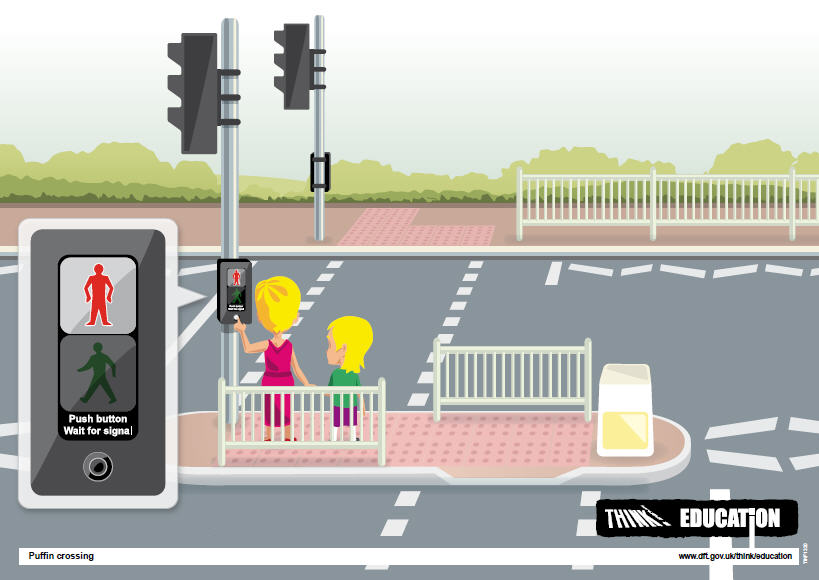 Push button
Wait for signal
THINK! EDUCATION
Puffin crossing
www.dft.gov.uk/think/education